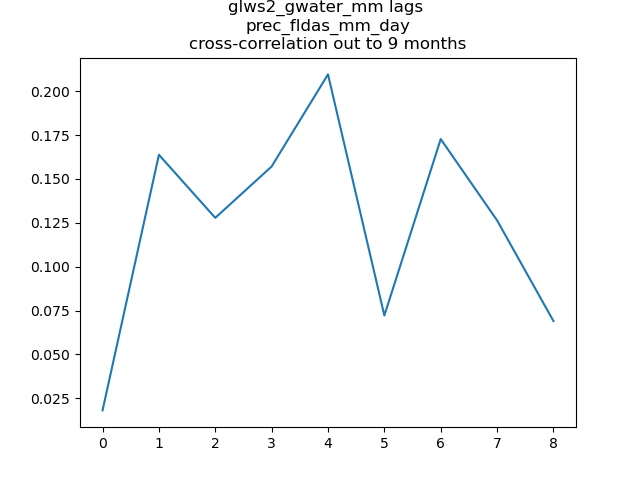 glws2_gwater_mm lags
prec_fldas_mm_day
cross-correlation out to 9 months
0.200
0.175
0.150
0.125
0.100
0.075
0.050
0.025
0 1 2 3 4 5 6 7 8